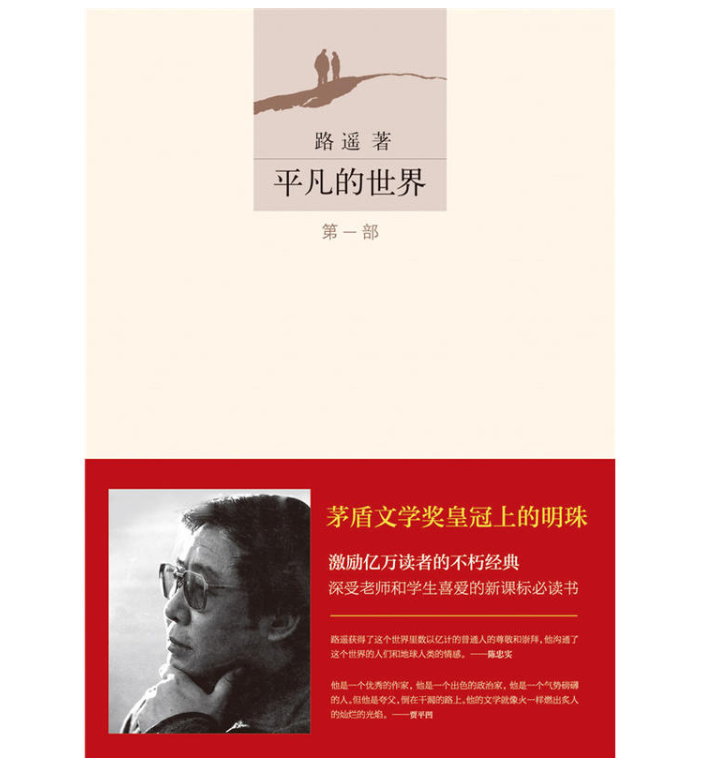 路遥 著
平凡的世界
第一部
茅盾文学奖皇冠上的明珠
激励亿万读者的不朽经典
深受老师和学生喜爱的新课标必读书
路遥获得了这个世界里数以亿计的普通人的尊敬和崇拜，他沟通了
这个世界的人们和地球人类的情感。——陈忠实
他是一个优秀的作家，他是一个出色的政治家，他是一个气势磅礴
的人。但他是夸父，倒在干渴的路上。他的文学就像火一样燃出炙人
的灿烂的光焰。——贾平凹